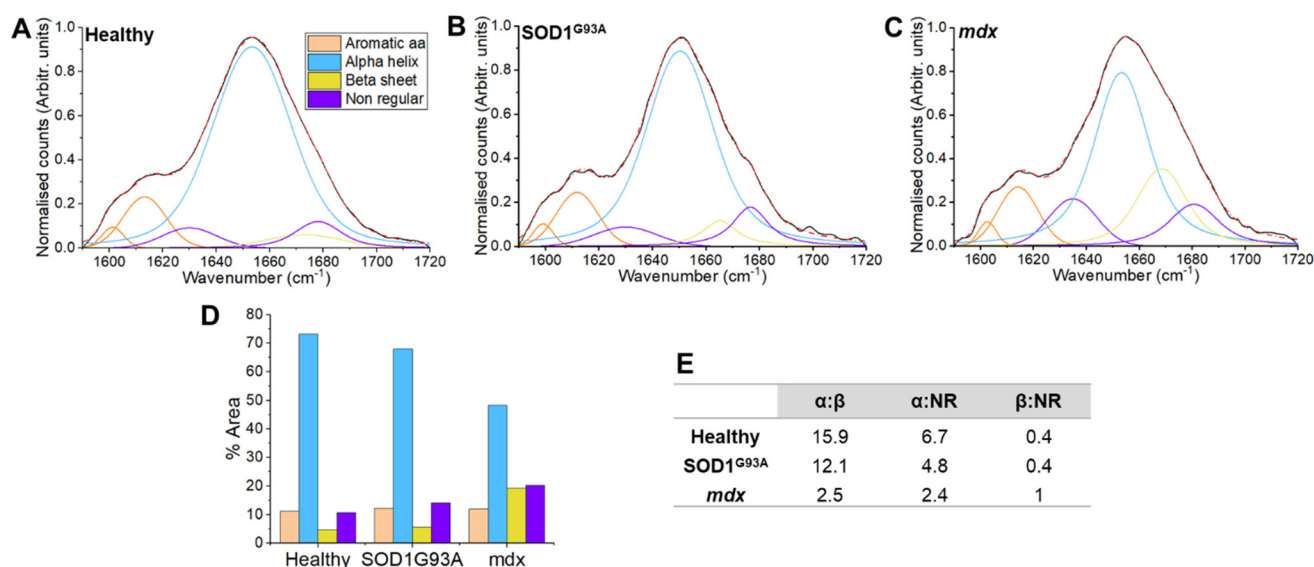 A Healthy
Normalised counts (Arbitr. units)
1.0
0.8
0.6
0.4
0.2
0.0
1600 1620 1640 1660 1680 1700 1720
Wavenumber (cm⁻¹)
Aromatic aa
Alpha helix
Beta sheet
Non regular
B SOD1ᴳ⁹³ᴬ
Normalised counts (Arbitr. units)
1.0
0.8
0.6
0.4
0.2
0.0
1600 1620 1640 1660 1680 1700 1720
Wavenumber (cm⁻¹)
C mdx
Normalised counts (Arbitr. units)
1.0
0.8
0.6
0.4
0.2
0.0
1600 1620 1640 1660 1680 1700 1720
Wavenumber (cm⁻¹)
D
% Area
80
70
60
50
40
30
20
10
0
Healthy SOD1G93A mdx
E
α:β α:NR β:NR
Healthy 15.9 6.7 0.4
SOD1ᴳ⁹³ᴬ 12.1 4.8 0.4
mdx 2.5 2.4 1